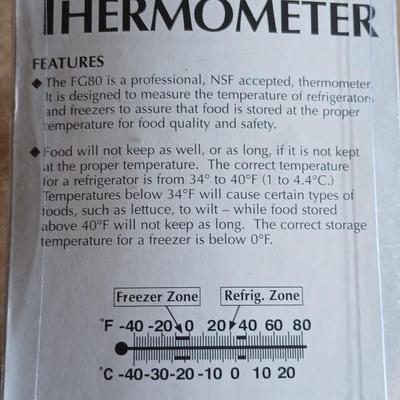 THERMOMETER
FEATURES
◆ The FG80 is a professional, NSF accepted, thermometer.
It is designed to measure the temperature of refrigerators
and freezers to assure that food is stored at the proper
temperature for food quality and safety.
◆ Food will not keep as well, or as long, if it is not kept
at the proper temperature. The correct temperature
for a refrigerator is from 34° to 40°F (1 to 4.4°C.)
Temperatures below 34°F will cause certain types of
foods, such as lettuce, to wilt – while food stored
above 40°F will not keep as long. The correct storage
temperature for a freezer is below 0°F.
Freezer Zone Refrig. Zone
°F -40 -20 0 20 40 60 80
°C -40 -30 -20 -10 0 10 20